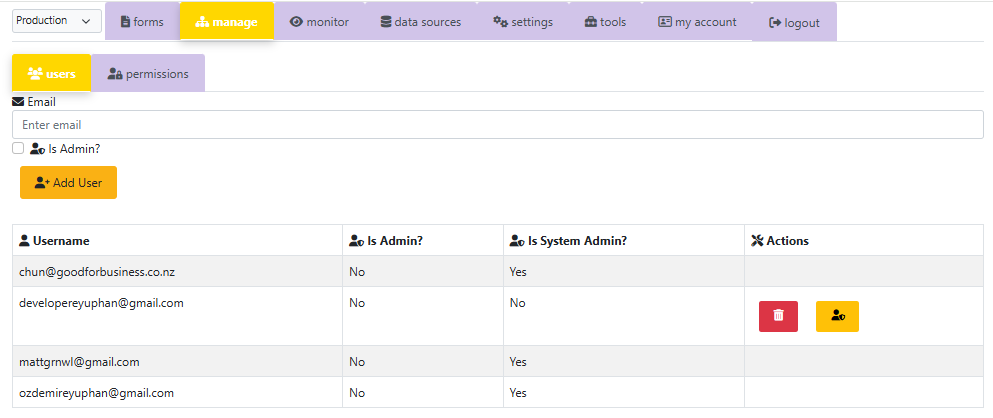 Production forms manage monitor data sources settings tools my account logout
users permissions
Email
Enter email
Is Admin?
Add User
Username Is Admin? Is System Admin? Actions
chun@goodforbusiness.co.nz No Yes
developereyuphan@gmail.com No No
mattgrnwl@gmail.com No Yes
ozdemireyuphan@gmail.com No Yes